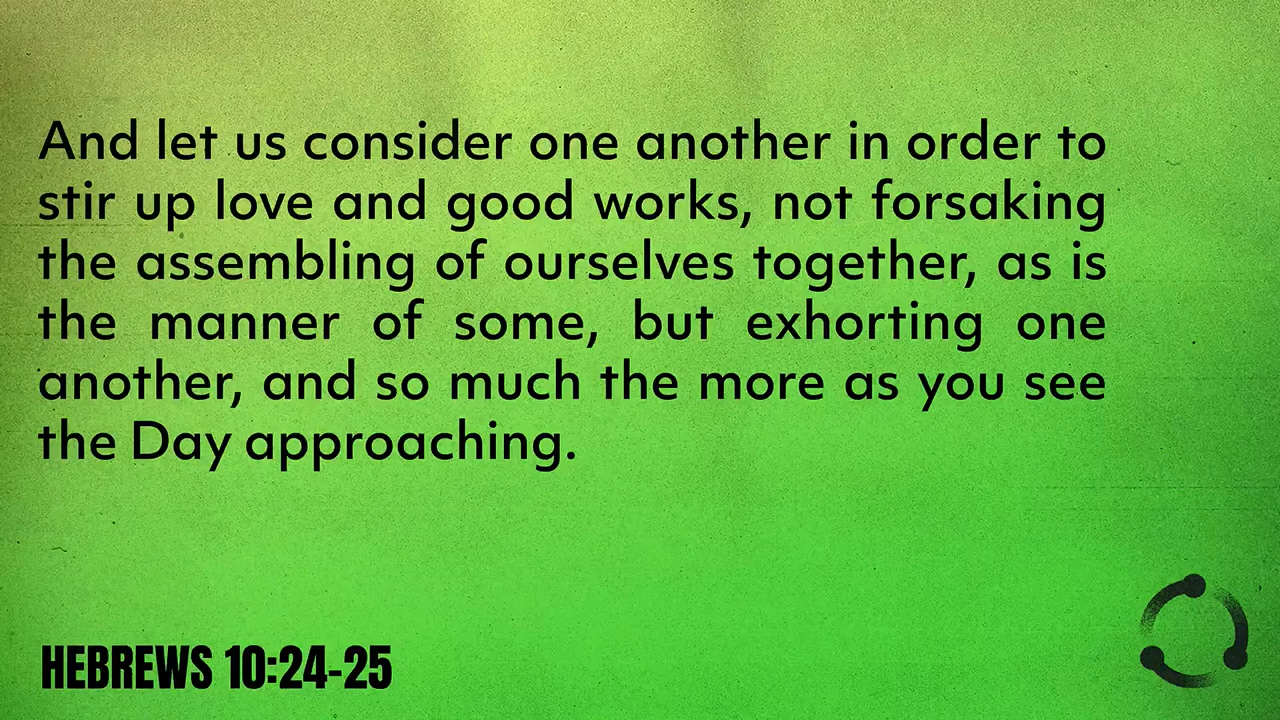 And let us consider one another in order to
stir up love and good works, not forsaking
the assembling of ourselves together, as is
the manner of some, but exhorting one
another, and so much the more as you see
the Day approaching.
HEBREWS 10:24-25